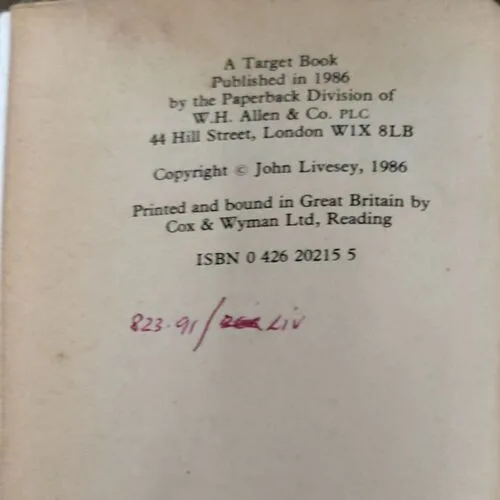 A Target Book
Published in 1986
by the Paperback Division of
W.H. Allen & Co. PLC
44 Hill Street, London W1X 8LB
Copyright © John Livesey, 1986
Printed and bound in Great Britain by
Cox & Wyman Ltd, Reading
ISBN 0 426 20215 5
823.91/ LIV